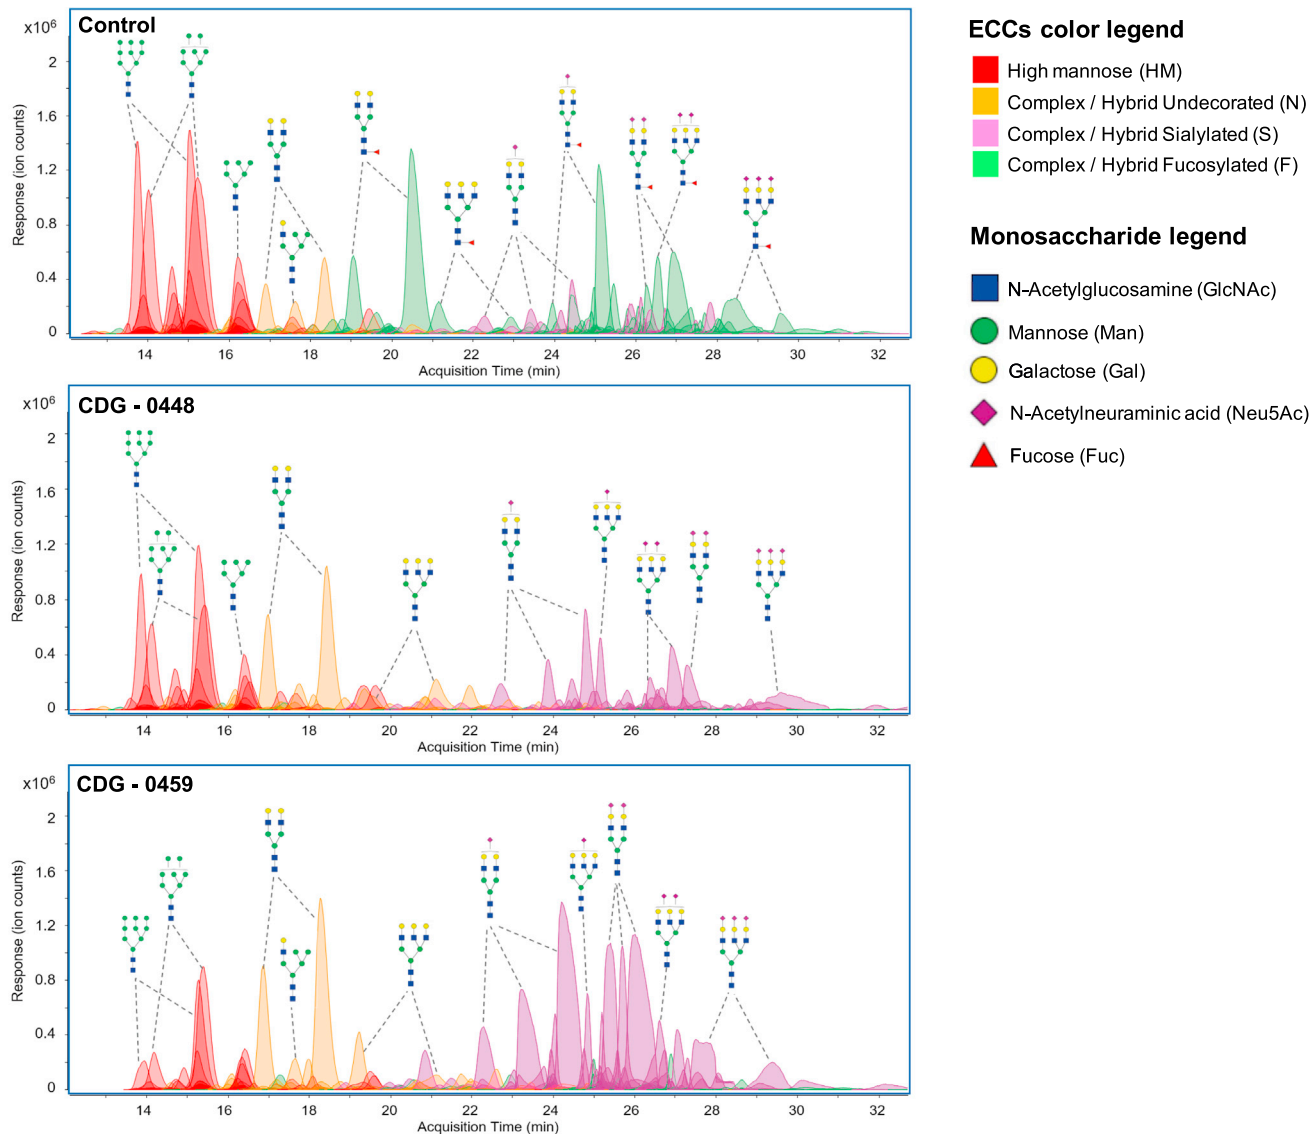 Control
x10⁶
2
1.6
1.2
0.8
0.4
0
Response (ion counts)
14 16 18 20 22 24 26 28 30 32
Acquisition Time (min)
CDG - 0448
x10⁶
2
1.6
1.2
0.8
0.4
0
Response (ion counts)
14 16 18 20 22 24 26 28 30 32
Acquisition Time (min)
CDG - 0459
x10⁶
2
1.6
1.2
0.8
0.4
0
Response (ion counts)
14 16 18 20 22 24 26 28 30 32
Acquisition Time (min)
ECCs color legend
High mannose (HM)
Complex / Hybrid Undecorated (N)
Complex / Hybrid Sialylated (S)
Complex / Hybrid Fucosylated (F)
Monosaccharide legend
N-Acetylglucosamine (GlcNAc)
Mannose (Man)
Galactose (Gal)
N-Acetylneuraminic acid (Neu5Ac)
Fucose (Fuc)